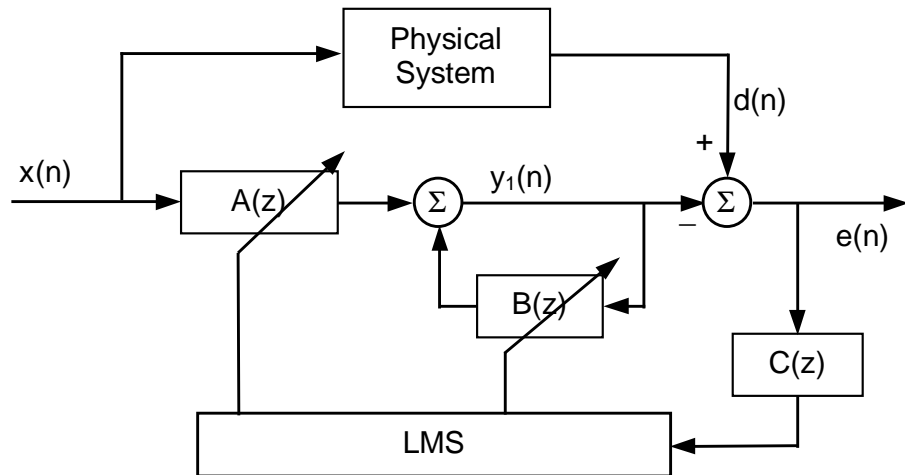 Physical
System
d(n)
+
x(n)
A(z)
Σ
y₁(n)
Σ
−
e(n)
B(z)
C(z)
LMS